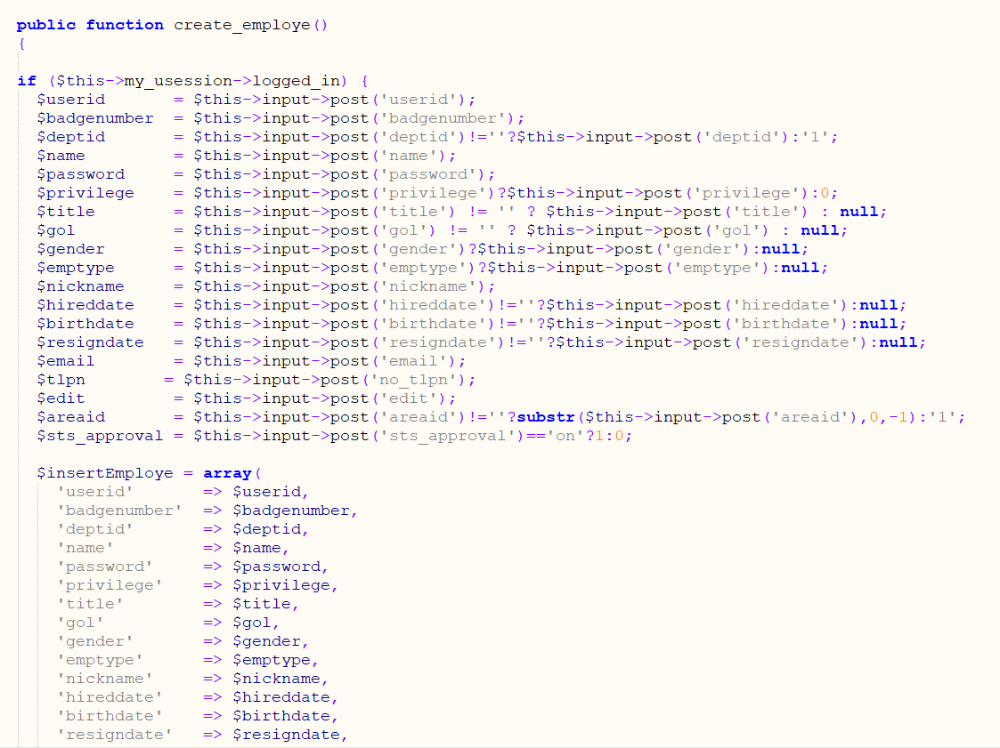 public function create_employe()
{
if ($this->my_usession->logged_in) {
$userid = $this->input->post('userid');
$badgenumber = $this->input->post('badgenumber');
$deptid = $this->input->post('deptid')!=''?$this->input->post('deptid'):'1';
$name = $this->input->post('name');
$password = $this->input->post('password');
$privilege = $this->input->post('privilege')?$this->input->post('privilege'):0;
$title = $this->input->post('title') != '' ? $this->input->post('title') : null;
$gol = $this->input->post('gol') != '' ? $this->input->post('gol') : null;
$gender = $this->input->post('gender')?$this->input->post('gender'):null;
$emptype = $this->input->post('emptype')?$this->input->post('emptype'):null;
$nickname = $this->input->post('nickname');
$hireddate = $this->input->post('hireddate')!=''?$this->input->post('hireddate'):null;
$birthdate = $this->input->post('birthdate')!=''?$this->input->post('birthdate'):null;
$resigndate = $this->input->post('resigndate')!=''?$this->input->post('resigndate'):null;
$email = $this->input->post('email');
$tlpn = $this->input->post('no_tlpn');
$edit = $this->input->post('edit');
$areaid = $this->input->post('areaid')!=''?substr($this->input->post('areaid'),0,-1):'1';
$sts_approval = $this->input->post('sts_approval')=='on'?1:0;
$insertEmploye = array(
'userid' => $userid,
'badgenumber' => $badgenumber,
'deptid' => $deptid,
'name' => $name,
'password' => $password,
'privilege' => $privilege,
'title' => $title,
'gol' => $gol,
'gender' => $gender,
'emptype' => $emptype,
'nickname' => $nickname,
'hireddate' => $hireddate,
'birthdate' => $birthdate,
'resigndate' => $resigndate,